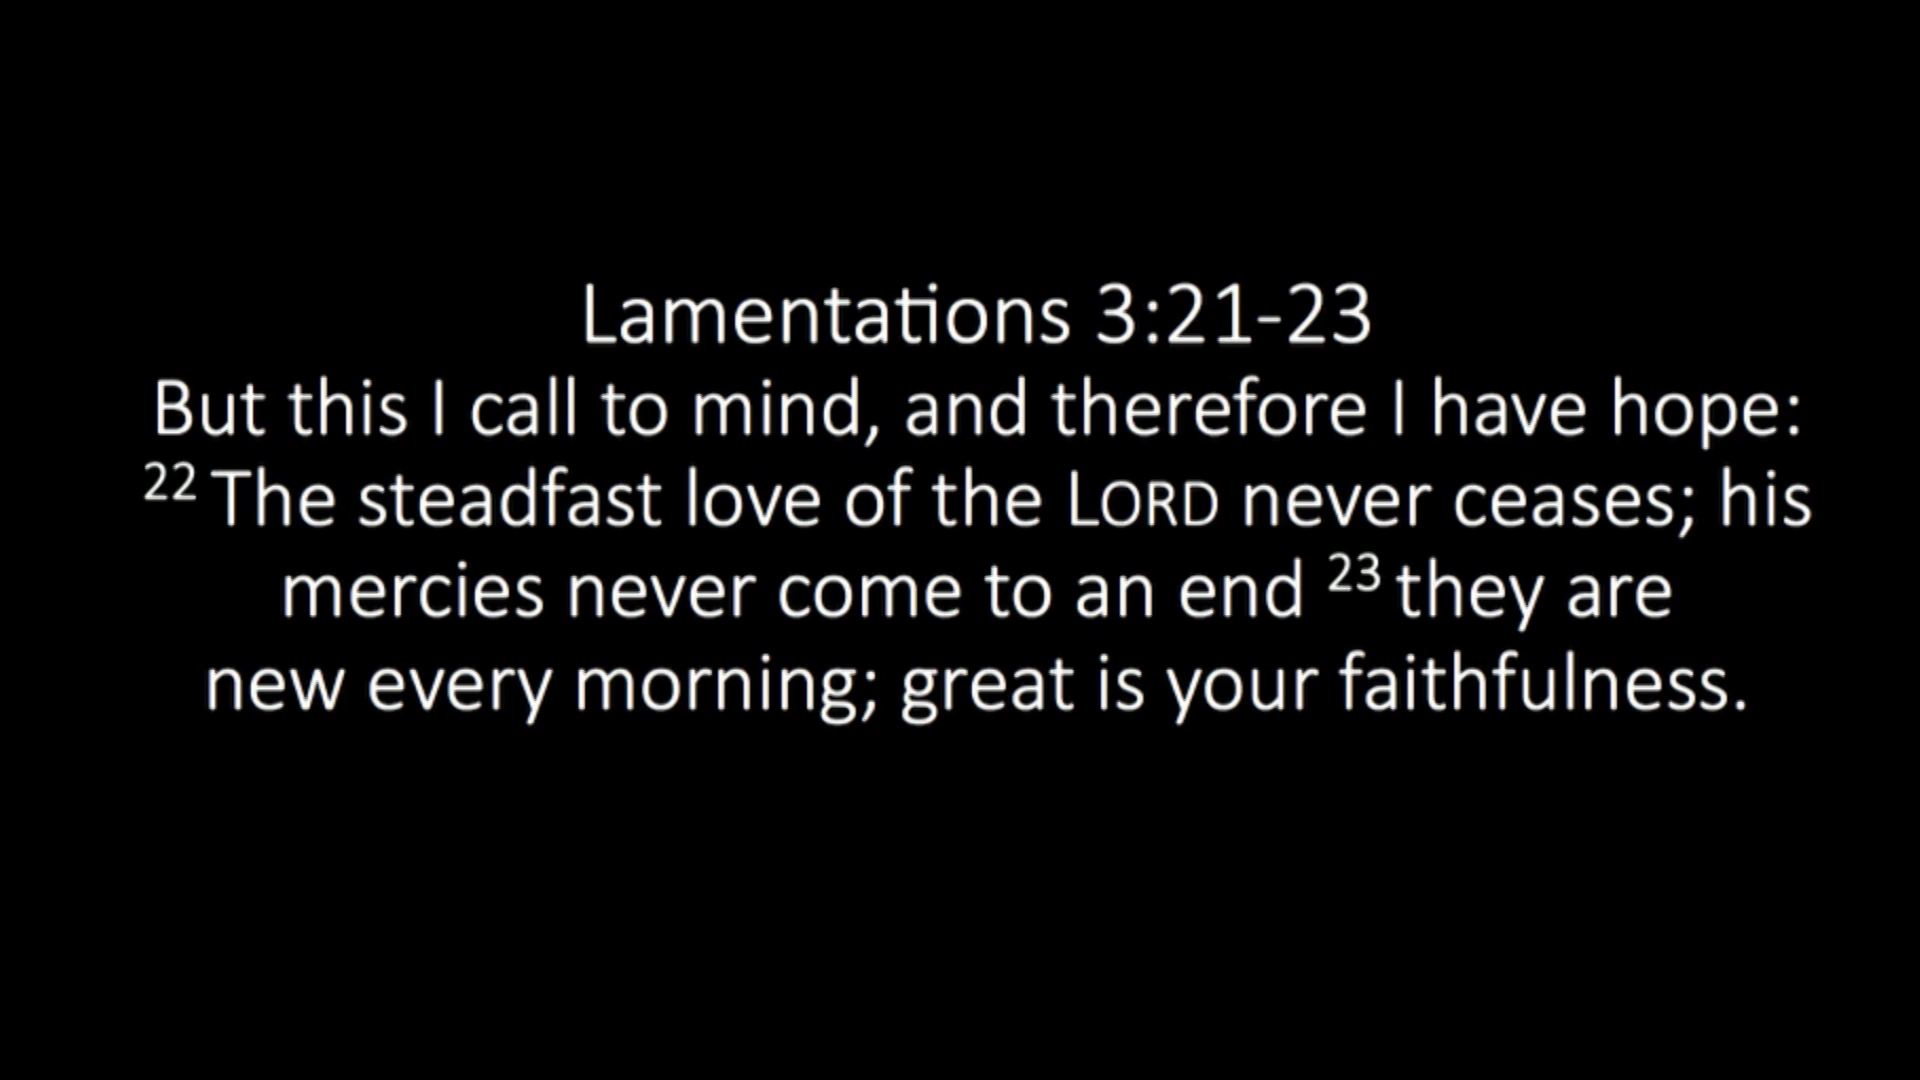 Lamentations 3:21-23
But this I call to mind, and therefore I have hope:
22 The steadfast love of the LORD never ceases; his
mercies never come to an end 23 they are
new every morning; great is your faithfulness.